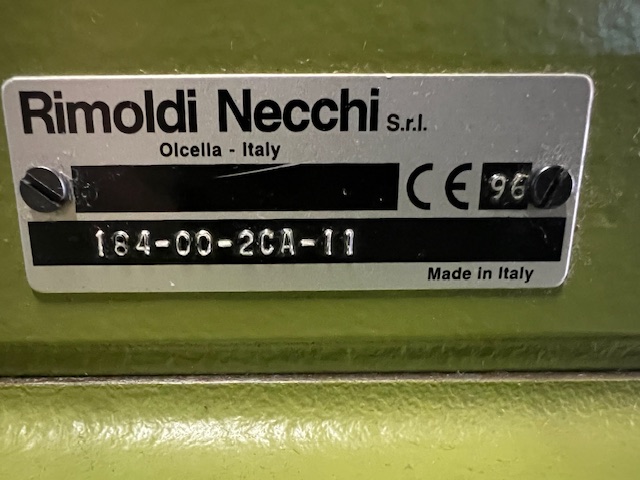 Rimoldi Necchi S.r.l.
Olcella - Italy
CE 96
184-00-2CA-11
Made in Italy